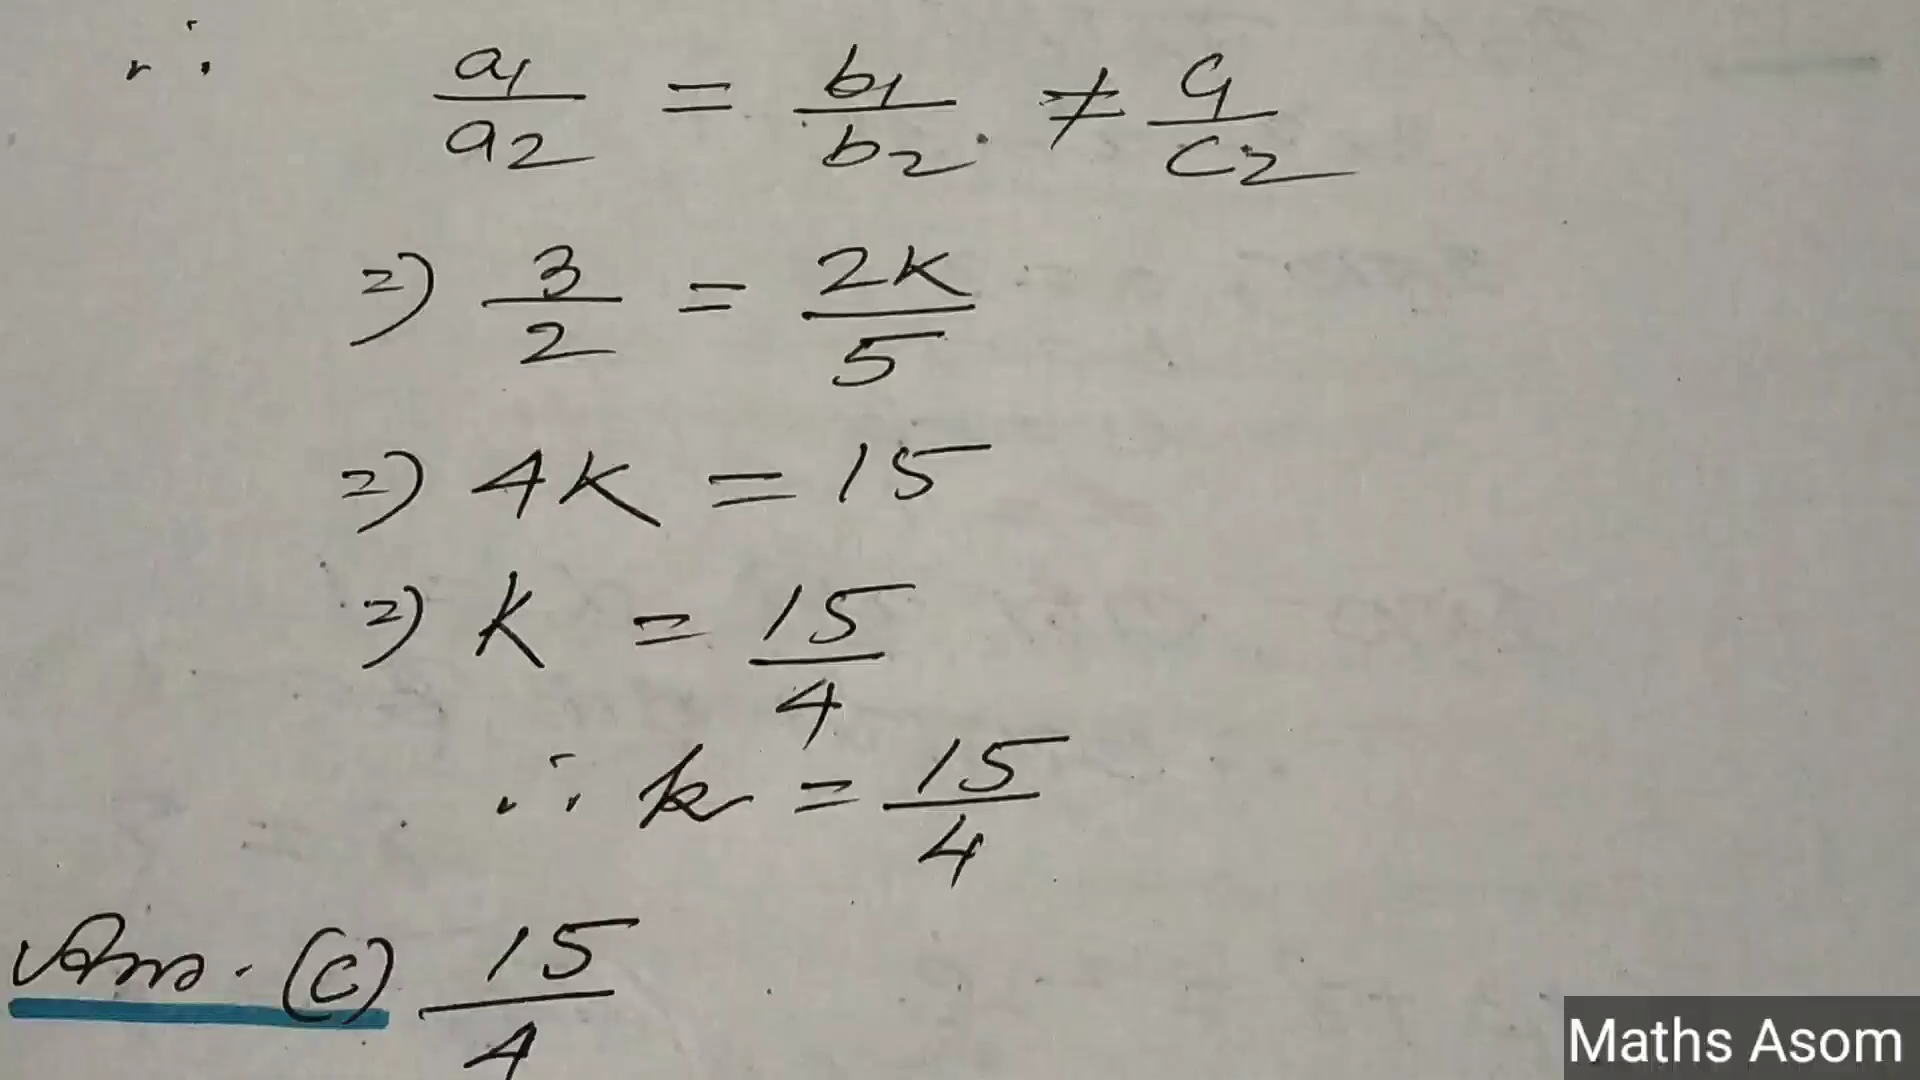 ∴ a1/a2 = b1/b2 ≠ c1/c2
⇒ 3/2 = 2K/5
⇒ 4K = 15
⇒ K = 15/4
∴ k = 15/4
Ans. (C) 15/4
Maths Asom